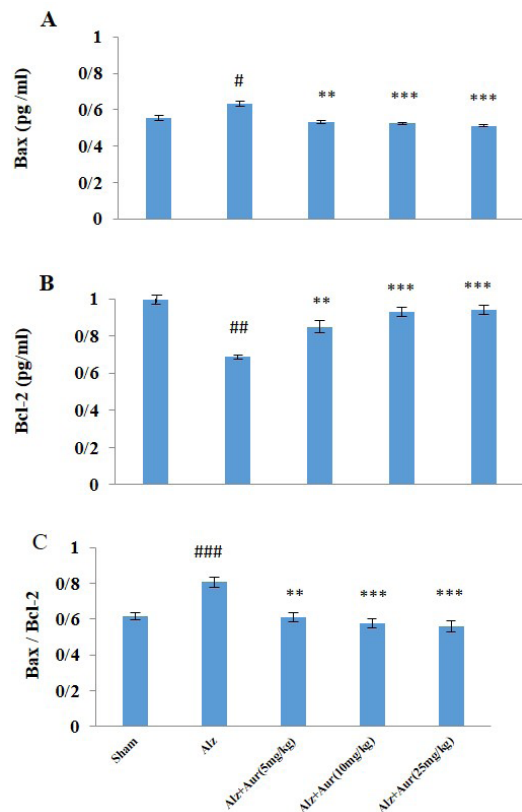 A
Bax (pg /ml)
1
0/8
0/6
0/4
0/2
0
#
**
***
***
B
Bcl-2 (pg/ml)
1
0/8
0/6
0/4
0/2
0
##
**
***
***
C
Bax / Bcl-2
1
0/8
0/6
0/4
0/2
0
###
**
***
***
Sham
Alz
Alz+Aur(5mg/kg)
Alz+Aur(10mg/kg)
Alz+Aur(25mg/kg)